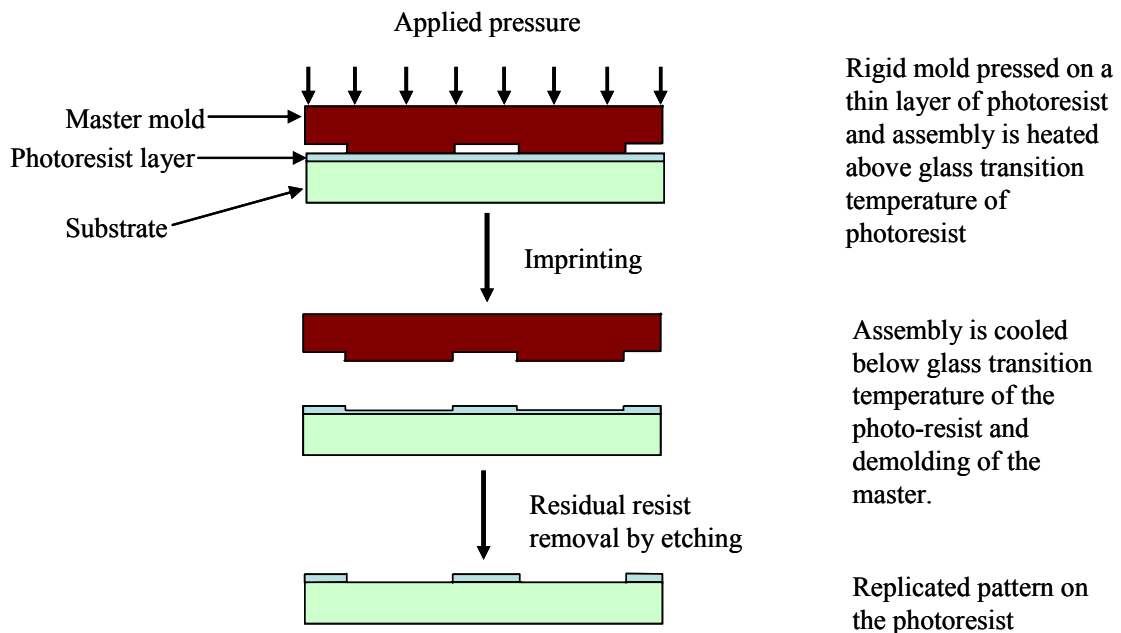 Applied pressure
Master mold
Photoresist layer
Substrate
Rigid mold pressed on a
thin layer of photoresist
and assembly is heated
above glass transition
temperature of
photoresist
Imprinting
Assembly is cooled
below glass transition
temperature of the
photo-resist and
demolding of the
master.
Residual resist
removal by etching
Replicated pattern on
the photoresist